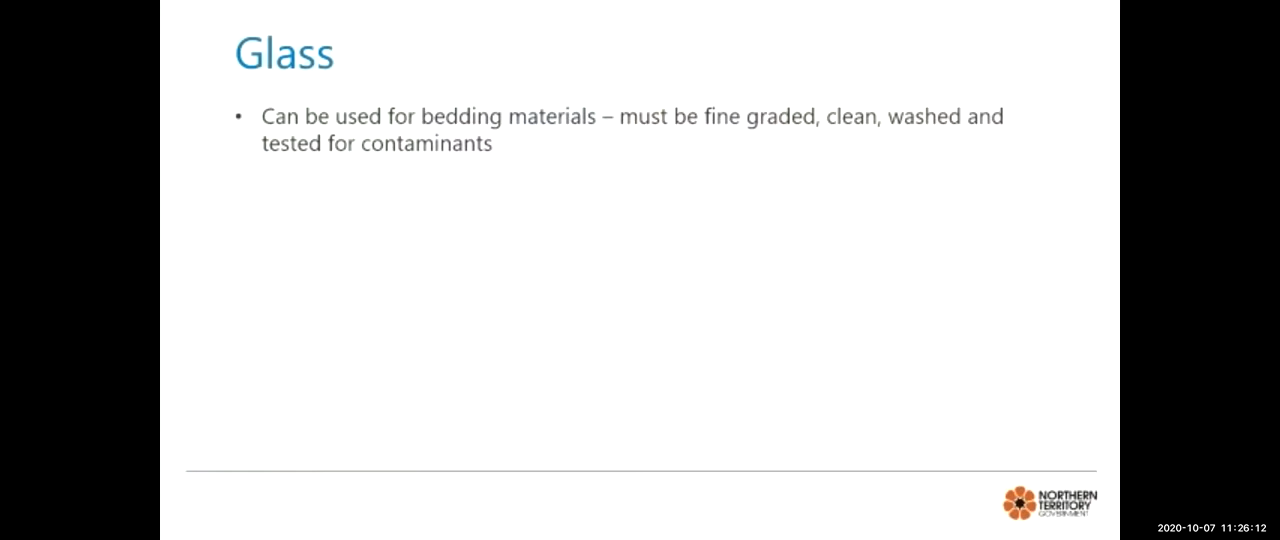 Glass
• Can be used for bedding materials – must be fine graded, clean, washed and
tested for contaminants
NORTHERN
TERRITORY
GOVERNMENT
2020-10-07 11:26:12